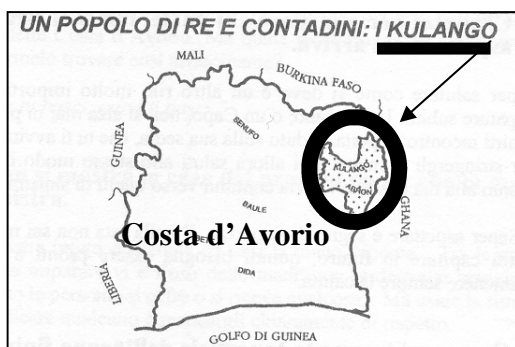 UN POPOLO DI RE E CONTADINI: I KULANGO
MALI
BURKINA FASO
GUINEA
SENUFO
KULANGO
ABRON
BAULE
GHANA
Costa d’Avorio
DIDA
LIBERIA
GOLFO DI GUINEA